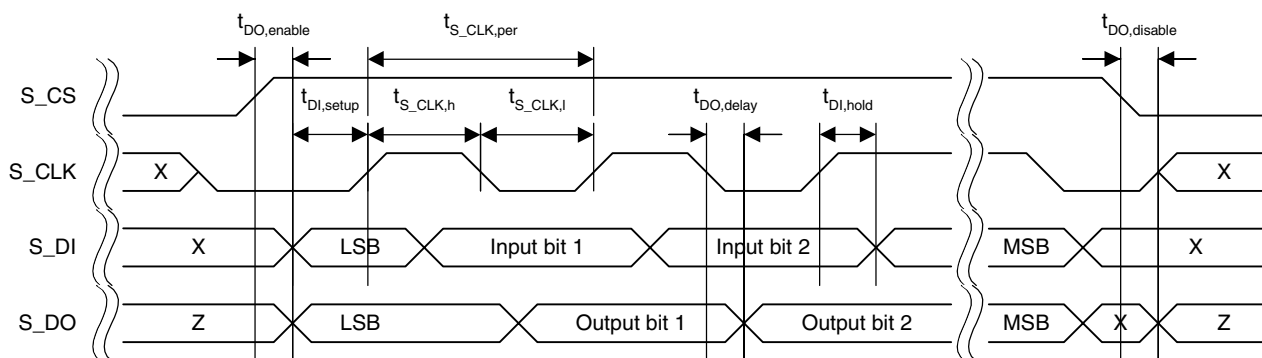 tDO,enable tS_CLK,per tDO,disable
S_CS
tDI,setup tS_CLK,h tS_CLK,l tDO,delay tDI,hold
S_CLK X X
S_DI X LSB Input bit 1 Input bit 2 MSB X
S_DO Z LSB Output bit 1 Output bit 2 MSB X Z